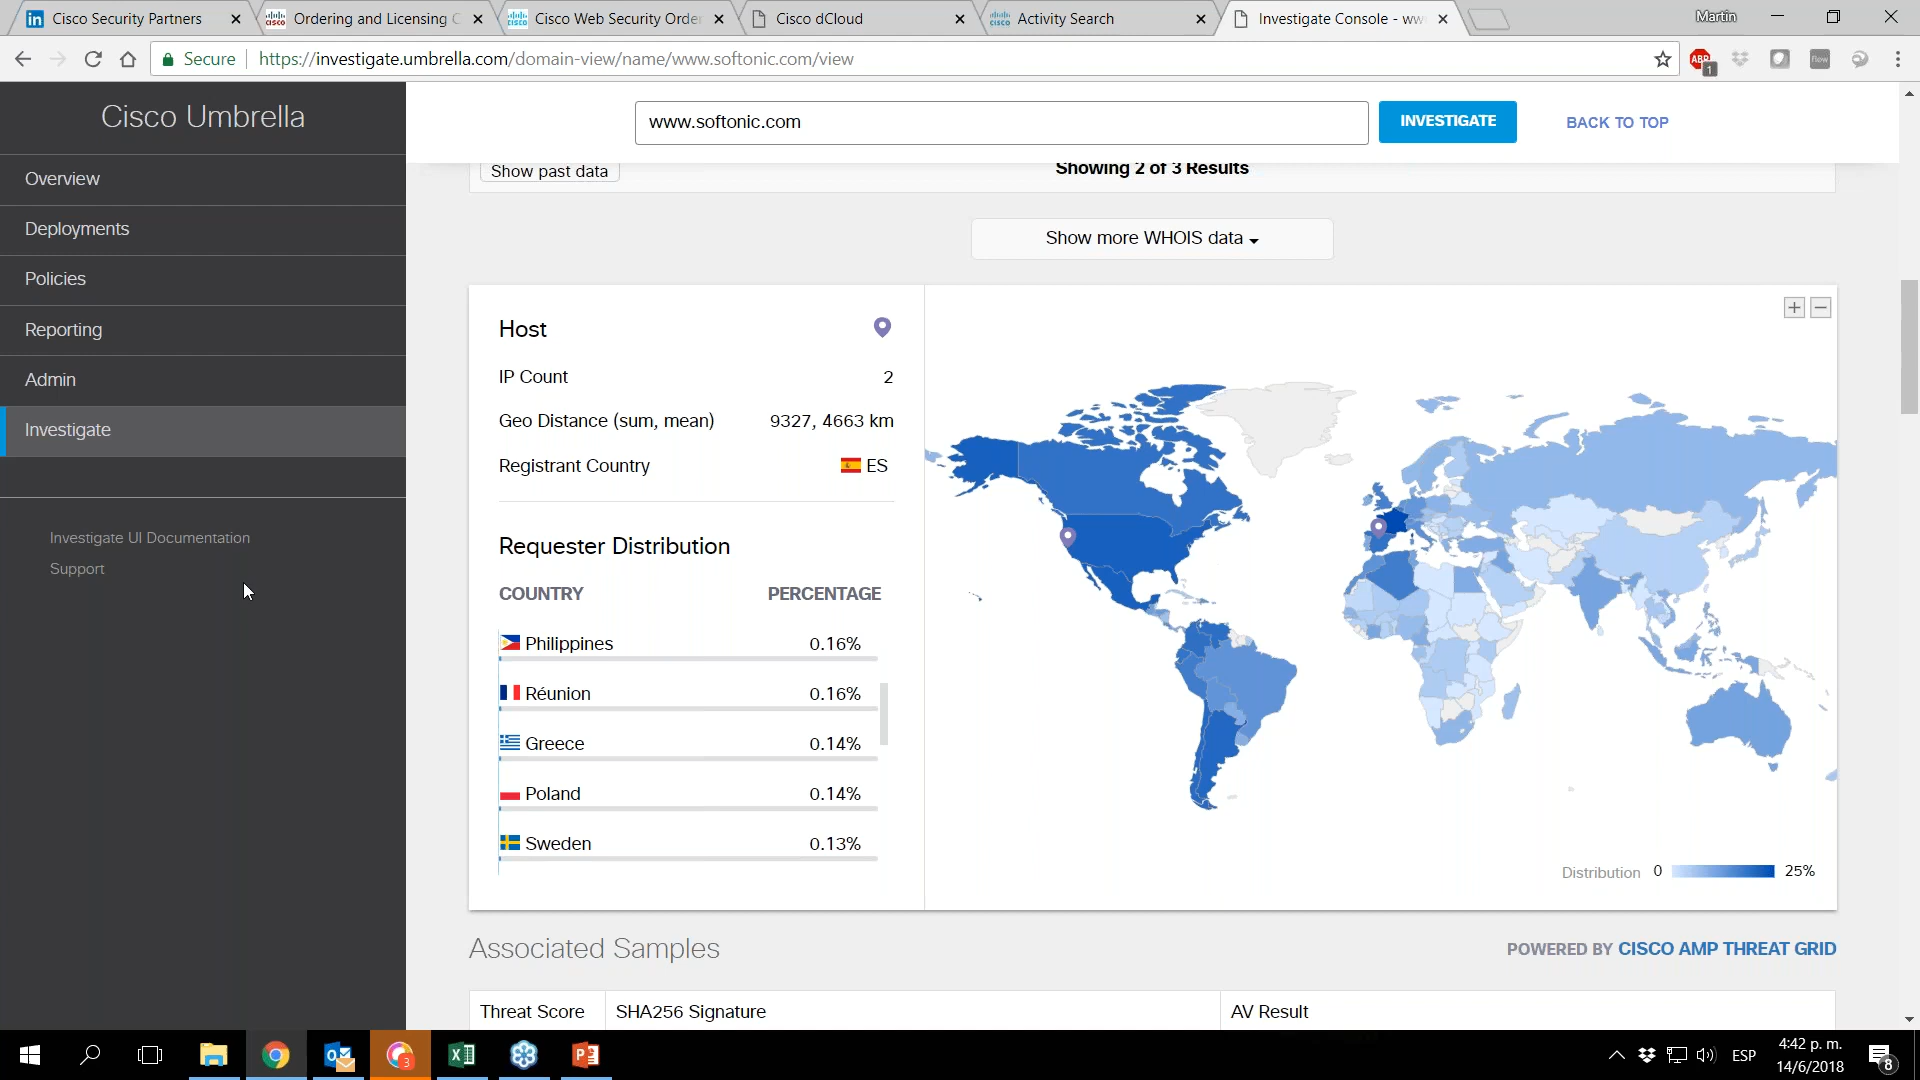 Cisco Security Partners
Ordering and Licensing
Cisco Web Security Orde
Cisco dCloud
Activity Search
Investigate Console - ww
Martin
Secure
https://investigate.umbrella.com/domain-view/name/www.softonic.com/view
ABP
1
flow
Cisco Umbrella
www.softonic.com
INVESTIGATE
BACK TO TOP
Overview
Deployments
Policies
Reporting
Admin
Investigate
Investigate UI Documentation
Support
Show past data
Showing 2 of 3 Results
Show more WHOIS data
Host
IP Count 2
Geo Distance (sum, mean) 9327, 4663 km
Registrant Country ES
Requester Distribution
COUNTRY PERCENTAGE
Philippines 0.16%
Réunion 0.16%
Greece 0.14%
Poland 0.14%
Sweden 0.13%
Distribution 0 25%
Associated Samples
POWERED BY CISCO AMP THREAT GRID
Threat Score SHA256 Signature AV Result
3
ESP
4:42 p. m.
14/6/2018
8